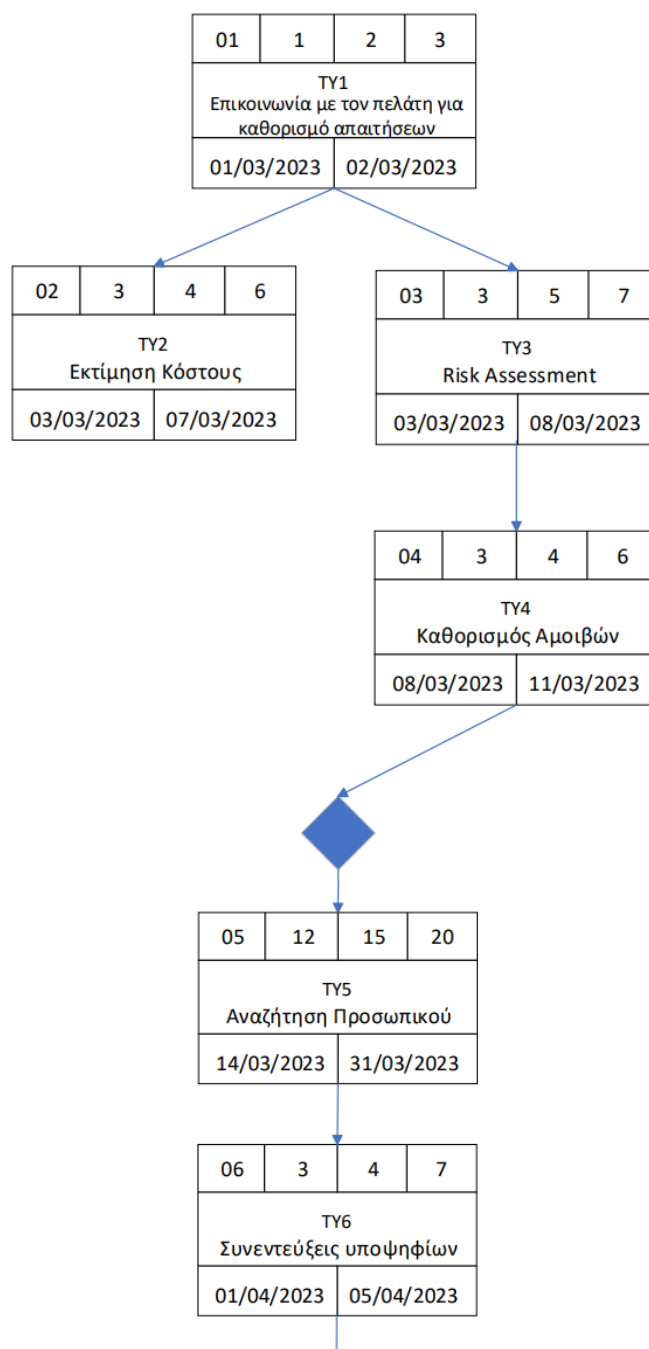 01 1 2 3
ΤΥ1
Επικοινωνία με τον πελάτη για
καθορισμό απαιτήσεων
01/03/2023 02/03/2023
02 3 4 6
ΤΥ2
Εκτίμηση Κόστους
03/03/2023 07/03/2023
03 3 5 7
ΤΥ3
Risk Assessment
03/03/2023 08/03/2023
04 3 4 6
ΤΥ4
Καθορισμός Αμοιβών
08/03/2023 11/03/2023
05 12 15 20
ΤΥ5
Αναζήτηση Προσωπικού
14/03/2023 31/03/2023
06 3 4 7
ΤΥ6
Συνεντεύξεις υποψηφίων
01/04/2023 05/04/2023